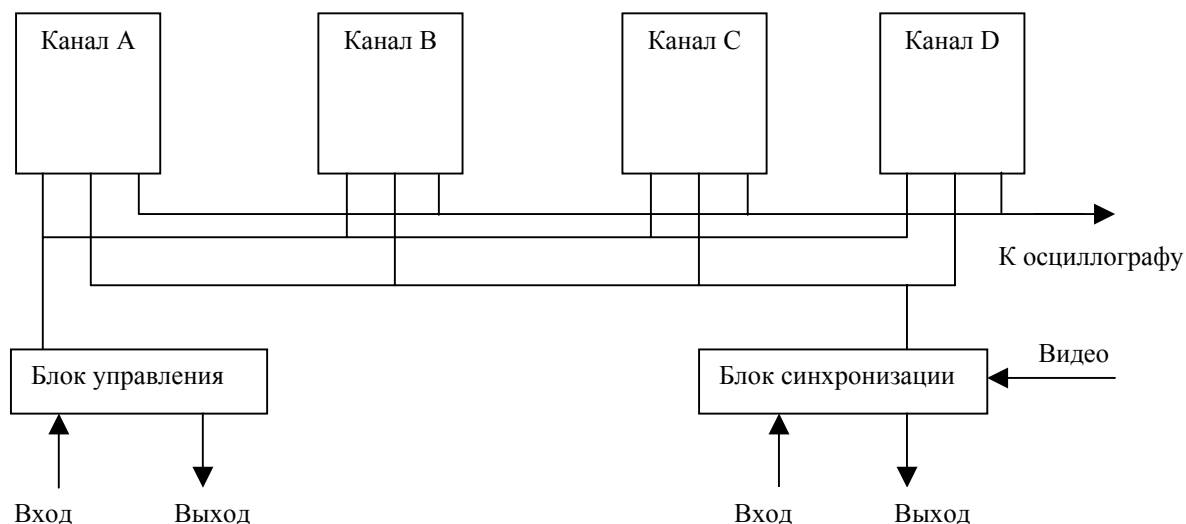 Канал A
Канал B
Канал C
Канал D
К осциллографу
Блок управления
Блок синхронизации
Видео
Вход
Выход
Вход
Выход